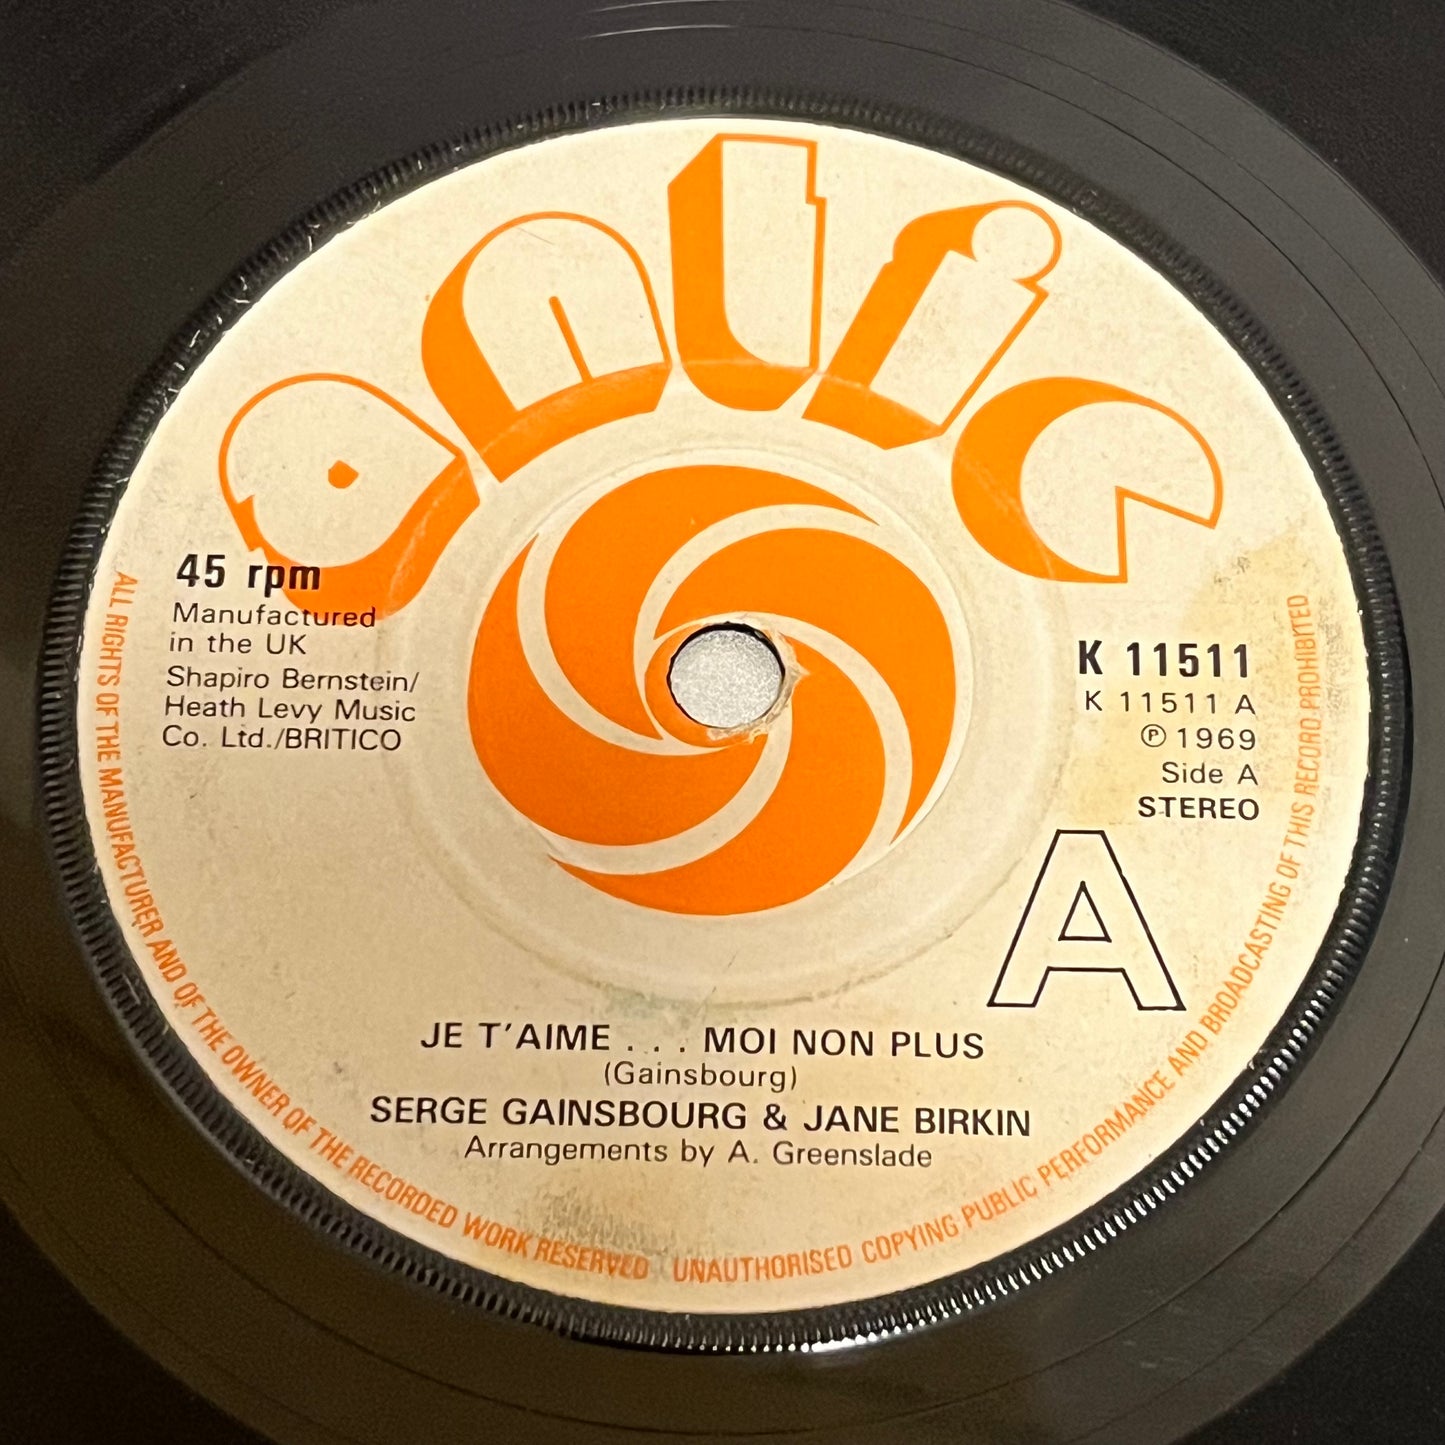 antic
45 rpm
Manufactured
in the UK
Shapiro Bernstein/
Heath Levy Music
Co. Ltd./BRITICO
K 11511
K 11511 A
℗ 1969
Side A
STEREO
A
JE T'AIME . . . MOI NON PLUS
(Gainsbourg)
SERGE GAINSBOURG & JANE BIRKIN
Arrangements by A. Greenslade
ALL RIGHTS OF THE MANUFACTURER AND OF THE OWNER OF THE RECORDED WORK RESERVED UNAUTHORISED COPYING PUBLIC PERFORMANCE AND BROADCASTING OF THIS RECORD PROHIBITED